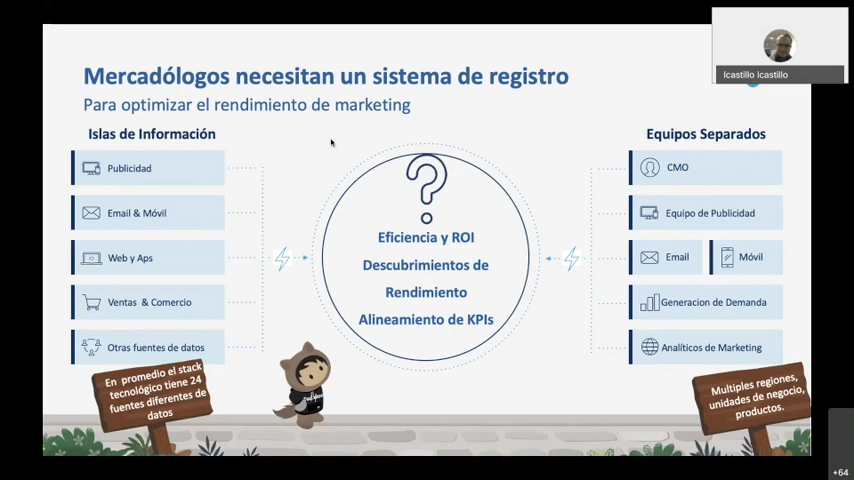 lcastillo lcastillo
Mercadólogos necesitan un sistema de registro
Para optimizar el rendimiento de marketing
Islas de Información
Publicidad
Email & Móvil
Web y Aps
Ventas & Comercio
Otras fuentes de datos
En promedio el stack
tecnológico tiene 24
fuentes diferentes de
datos
?
Eficiencia y ROI
Descubrimientos de
Rendimiento
Alineamiento de KPIs
Equipos Separados
CMO
Equipo de Publicidad
Email
Móvil
Generacion de Demanda
Analíticos de Marketing
Multiples regiones,
unidades de negocio,
productos.
+64